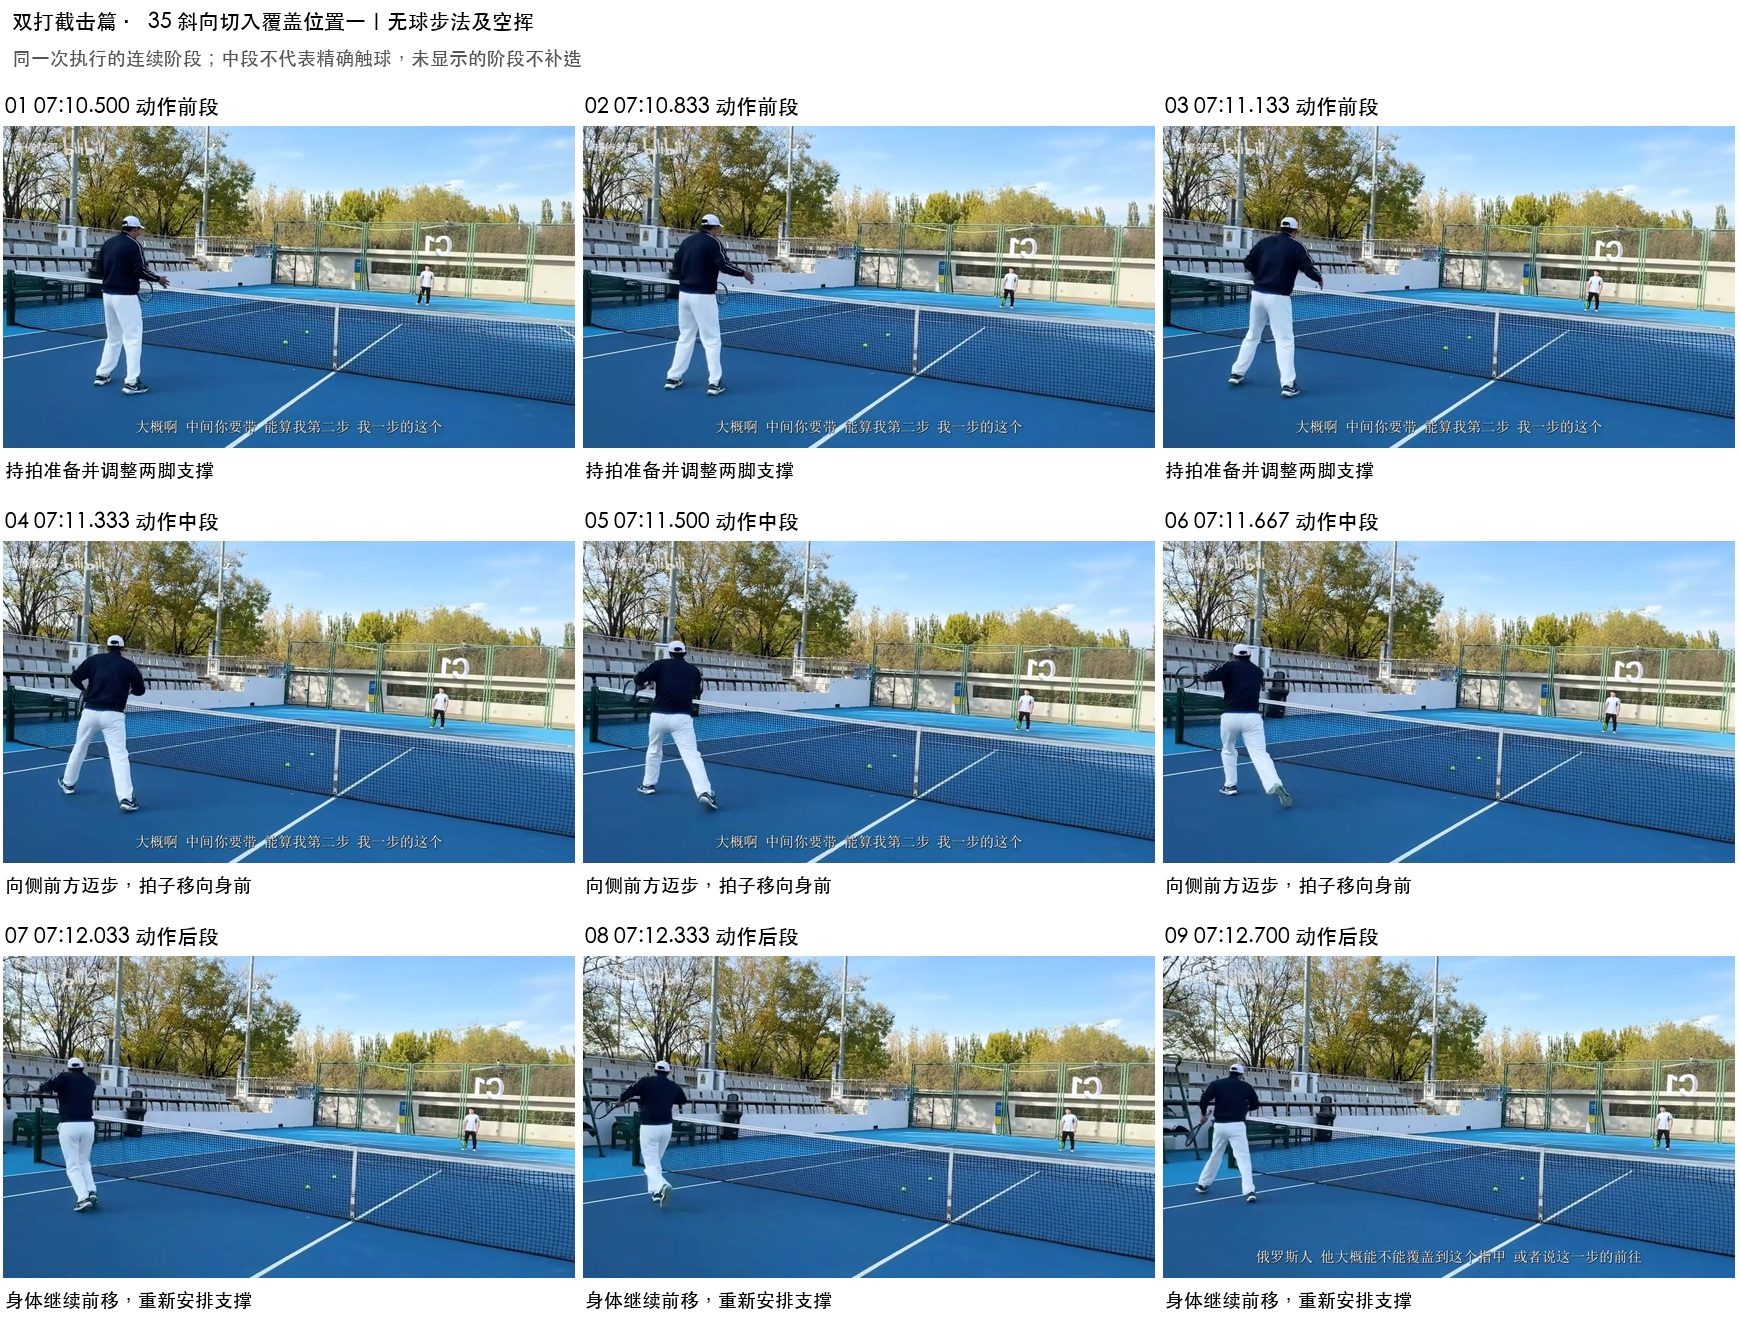 双打截击篇· 35 斜向切入覆盖位置一丨无球步法及空挥
同一次执行的连续阶段；中段不代表精确触球，未显示的阶段不补造
01 07:10.500 动作前段
02 07:10.833 动作前段
03 07:11.133 动作前段
bilibili
C1
C1
C1
大概啊 中间你要带 能算我第二步 我一步的这个
大概啊 中间你要带 能算我第二步 我一步的这个
大概啊 中间你要带 能算我第二步 我一步的这个
持拍准备并调整两脚支撑
持拍准备并调整两脚支撑
持拍准备并调整两脚支撑
04 07:11.333 动作中段
05 07:11.500 动作中段
06 07:11.667 动作中段
bilibili
C1
C1
C1
大概啊 中间你要带 能算我第二步 我一步的这个
大概啊 中间你要带 能算我第二步 我一步的这个
向侧前方迈步，拍子移向身前
向侧前方迈步，拍子移向身前
向侧前方迈步，拍子移向身前
07 07:12.033 动作后段
08 07:12.333 动作后段
09 07:12.700 动作后段
C1
C1
C1
俄罗斯人 他大概能不能覆盖到这个指甲 或者说这一步的前往
身体继续前移，重新安排支撑
身体继续前移，重新安排支撑
身体继续前移，重新安排支撑